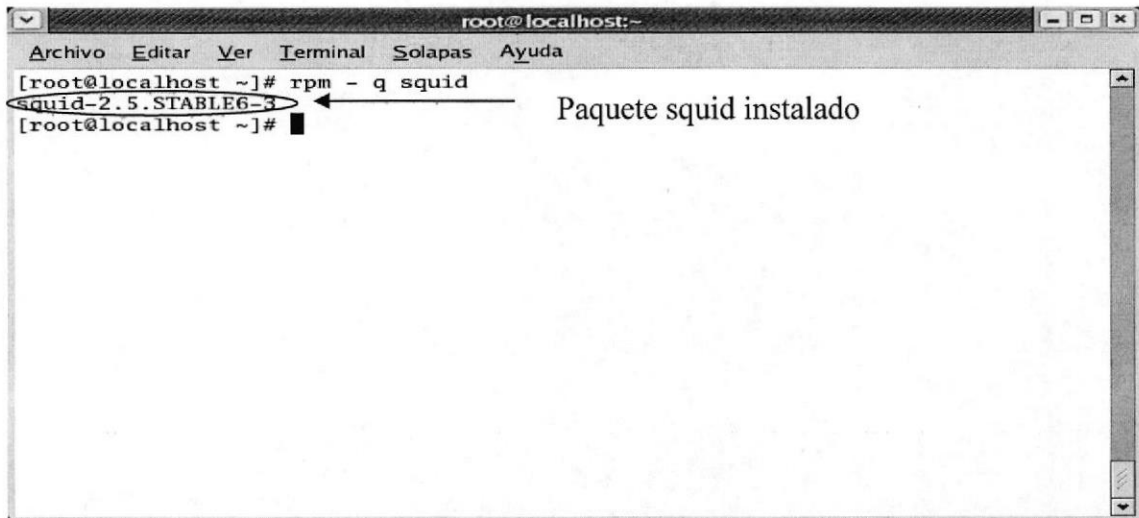 root@localhost:~
Archivo Editar Ver Terminal Solapas Ayuda
[root@localhost ~]# rpm - q squid
squid-2.5.STABLE6-3
Paquete squid instalado
[root@localhost ~]#